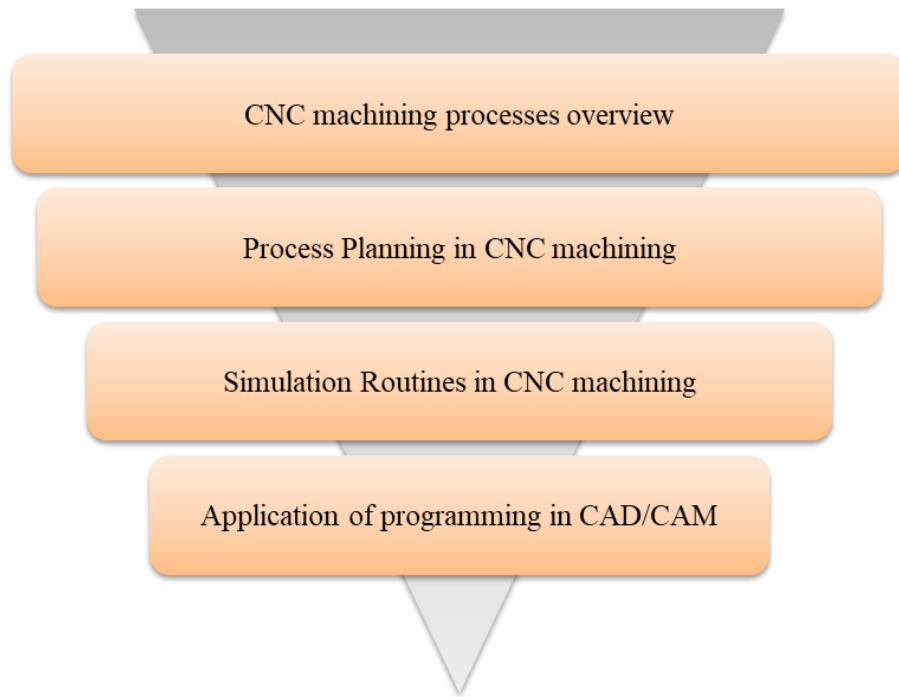 CNC machining processes overview
Process Planning in CNC machining
Simulation Routines in CNC machining
Application of programming in CAD/CAM